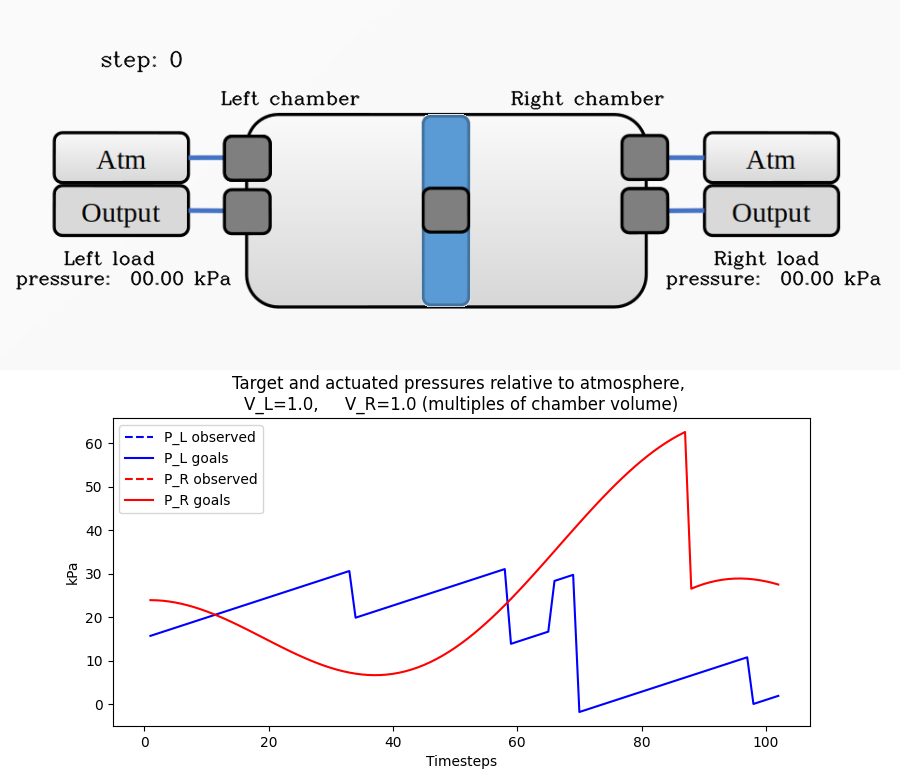 step: 0
Left chamber
Right chamber
Atm
Atm
Output
Output
Left load
pressure: 00.00 kPa
Right load
pressure: 00.00 kPa
Target and actuated pressures relative to atmosphere,
V_L=1.0, V_R=1.0 (multiples of chamber volume)
P_L observed
P_L goals
P_R observed
P_R goals
60
50
40
30
20
10
0
kPa
0 20 40 60 80 100
Timesteps